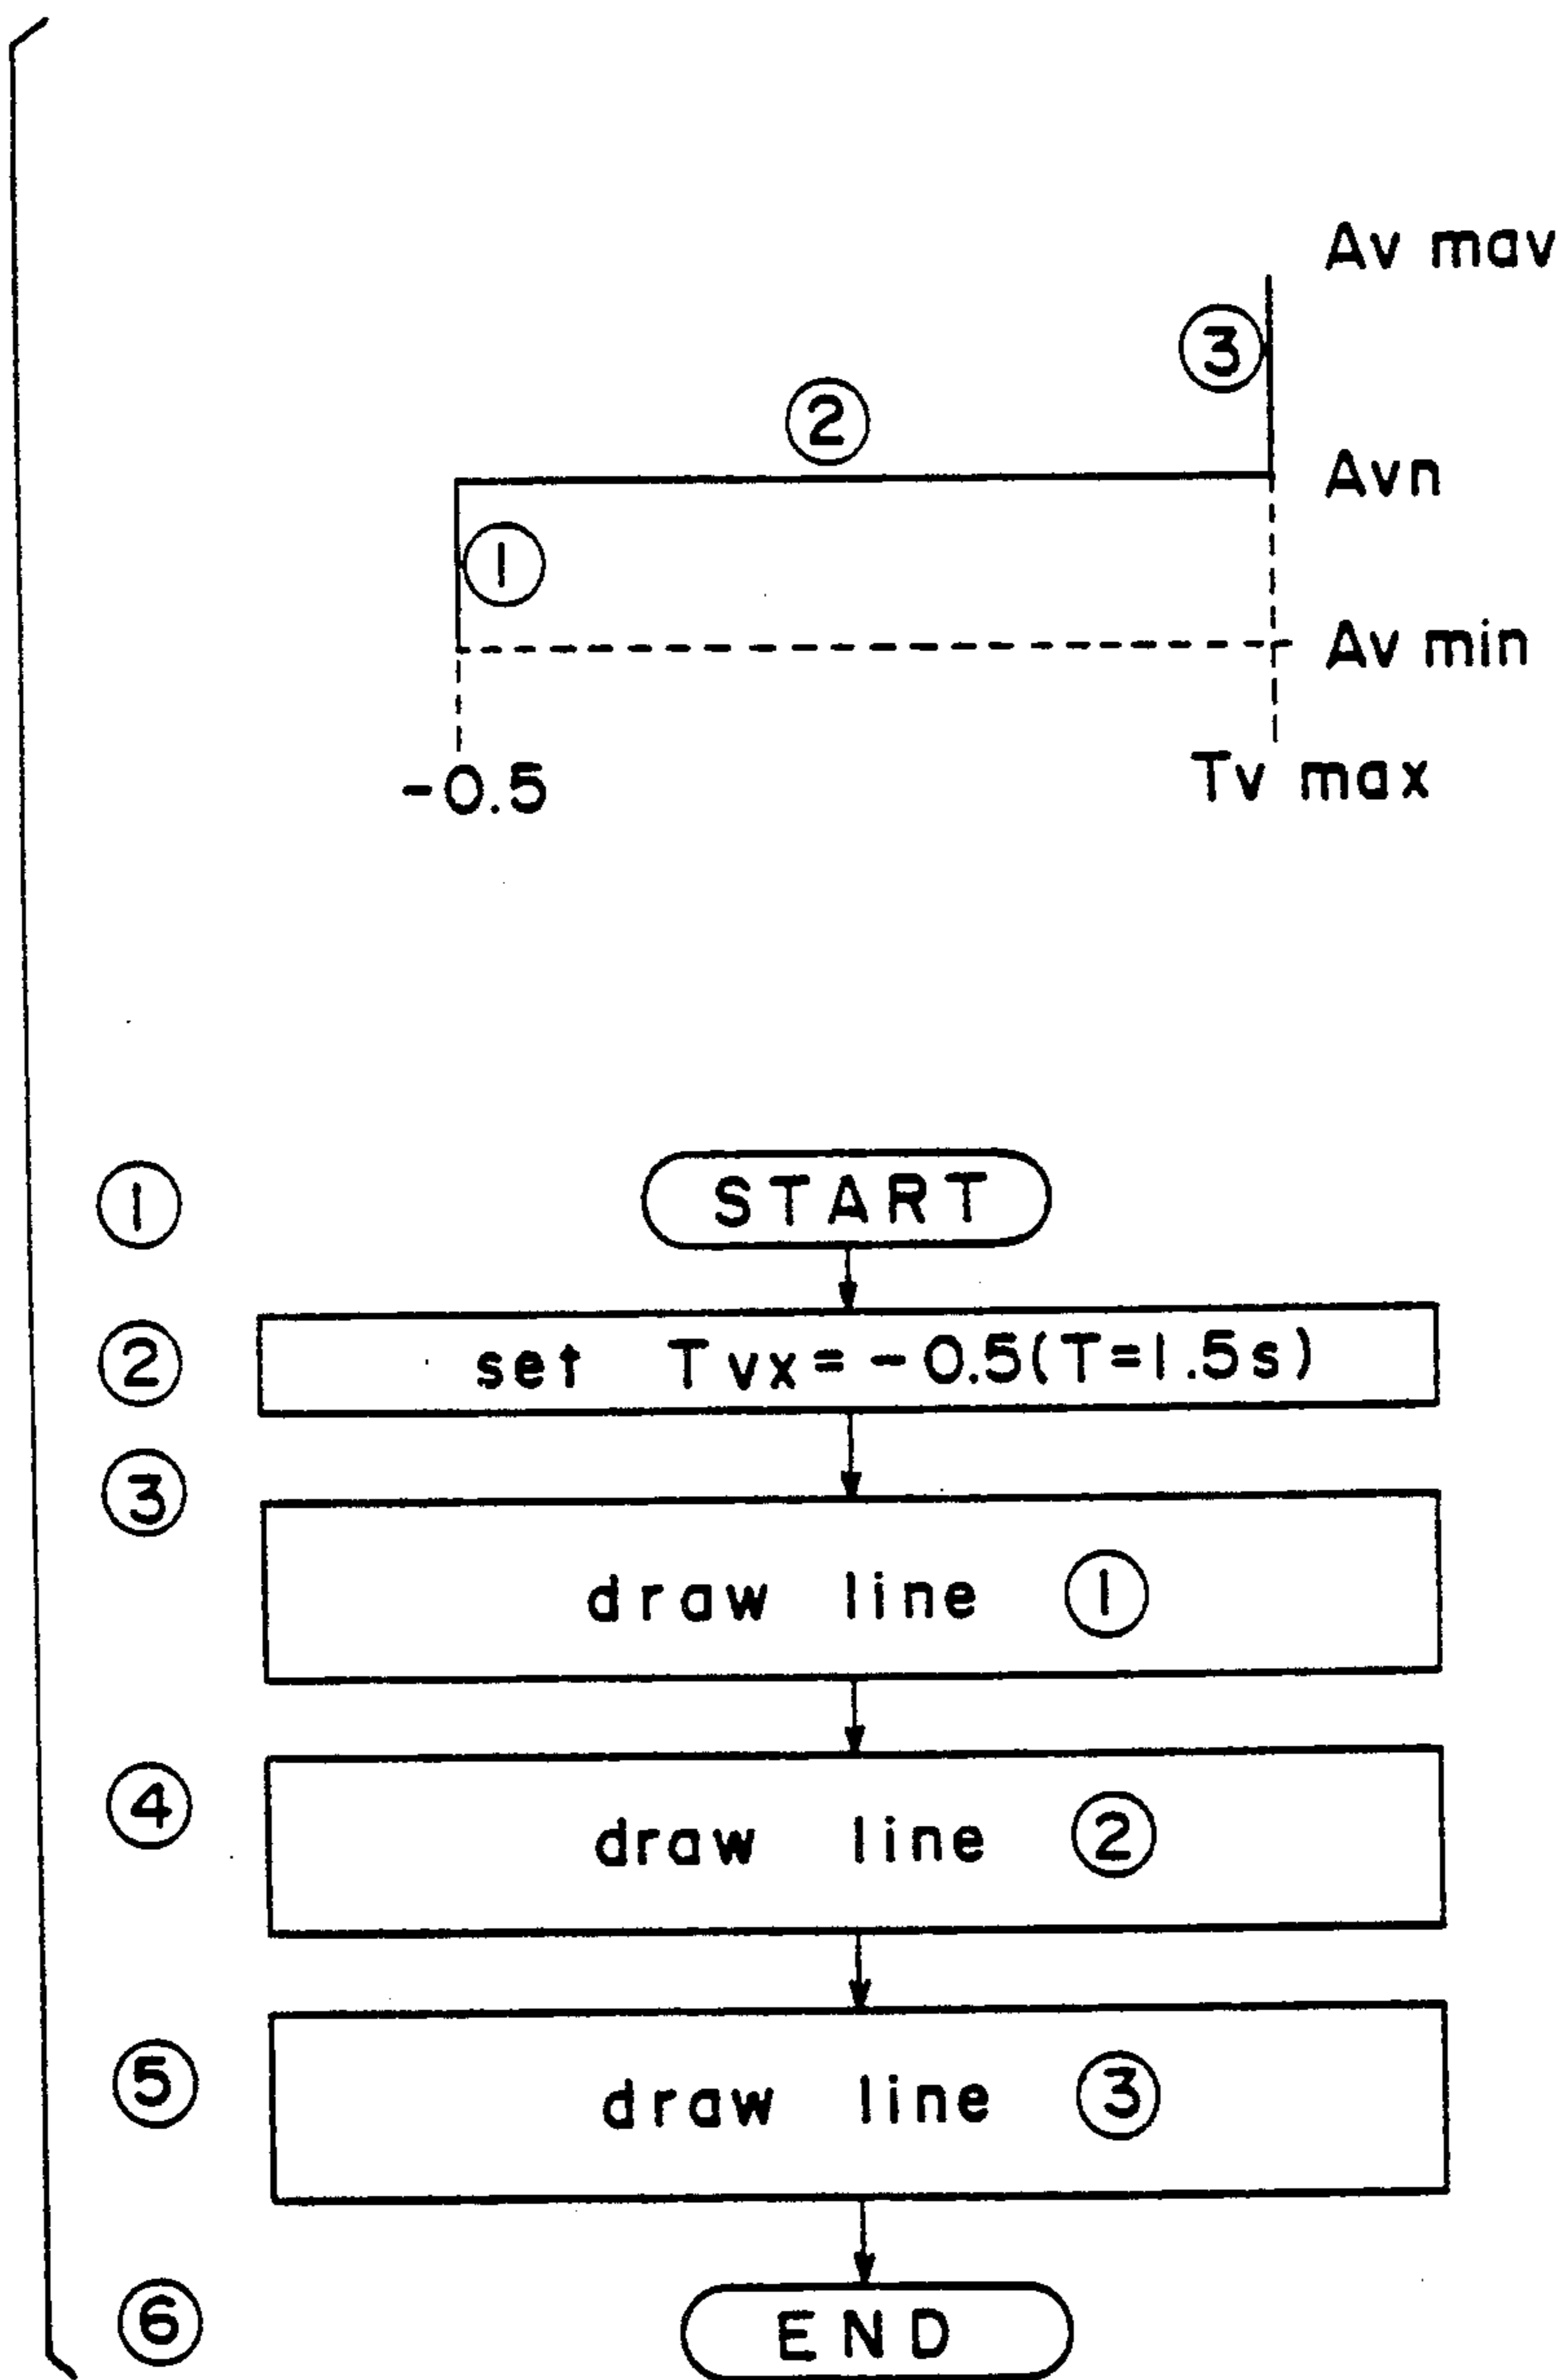 Av mav
③
②
Avn
①
Av min
-0.5
Tv max
① START
② set Tvx=-0.5(T=1.5s)
③
draw line ①
④ draw line ②
⑤ draw line ③
⑥ END